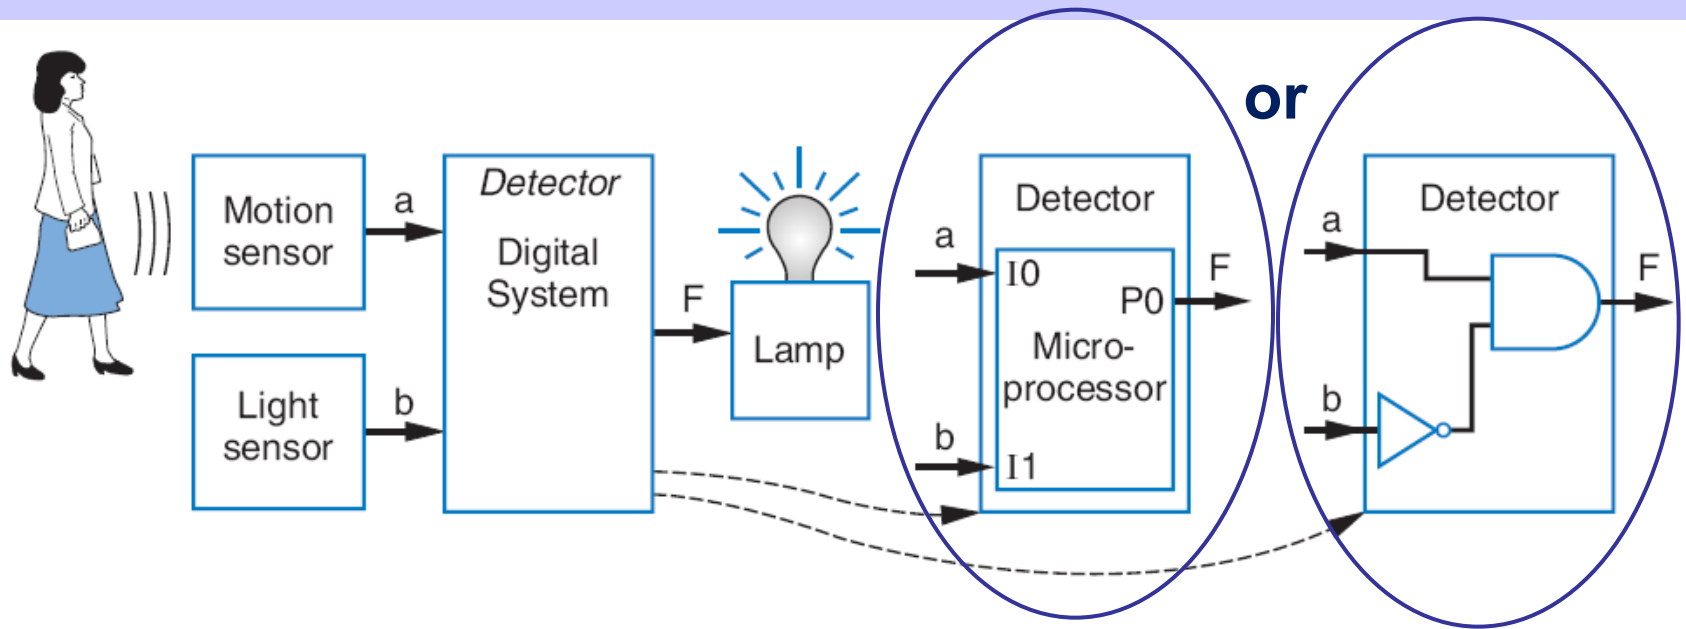 Motion
sensor
a
Light
sensor
b
Detector
Digital
System
F
Lamp
a
b
Detector
I0
P0
Micro-
processor
I1
F
or
a
b
Detector
F